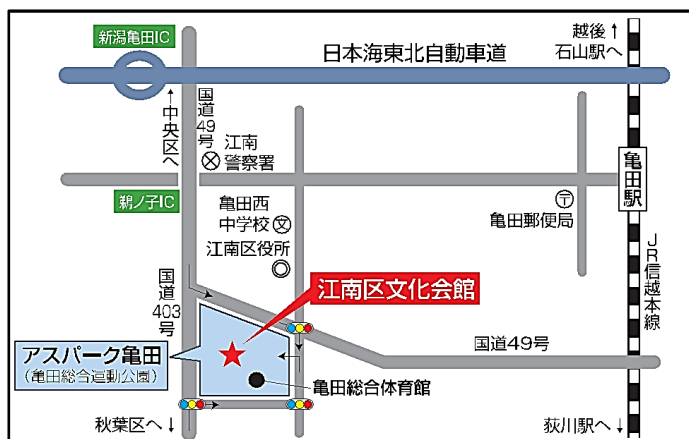 新潟亀田IC
日本海東北自動車道
越後↑
石山駅へ
↑中央区へ
国道49号
江南
警察署
鵜ノ子IC
亀田西
中学校
文
江南区役所
〒
亀田郵便局
亀田駅
JR信越本線
国道403号
江南区文化会館
アスパーク亀田
(亀田総合運動公園)
国道49号
亀田総合体育館
秋葉区へ↓
荻川駅へ↓